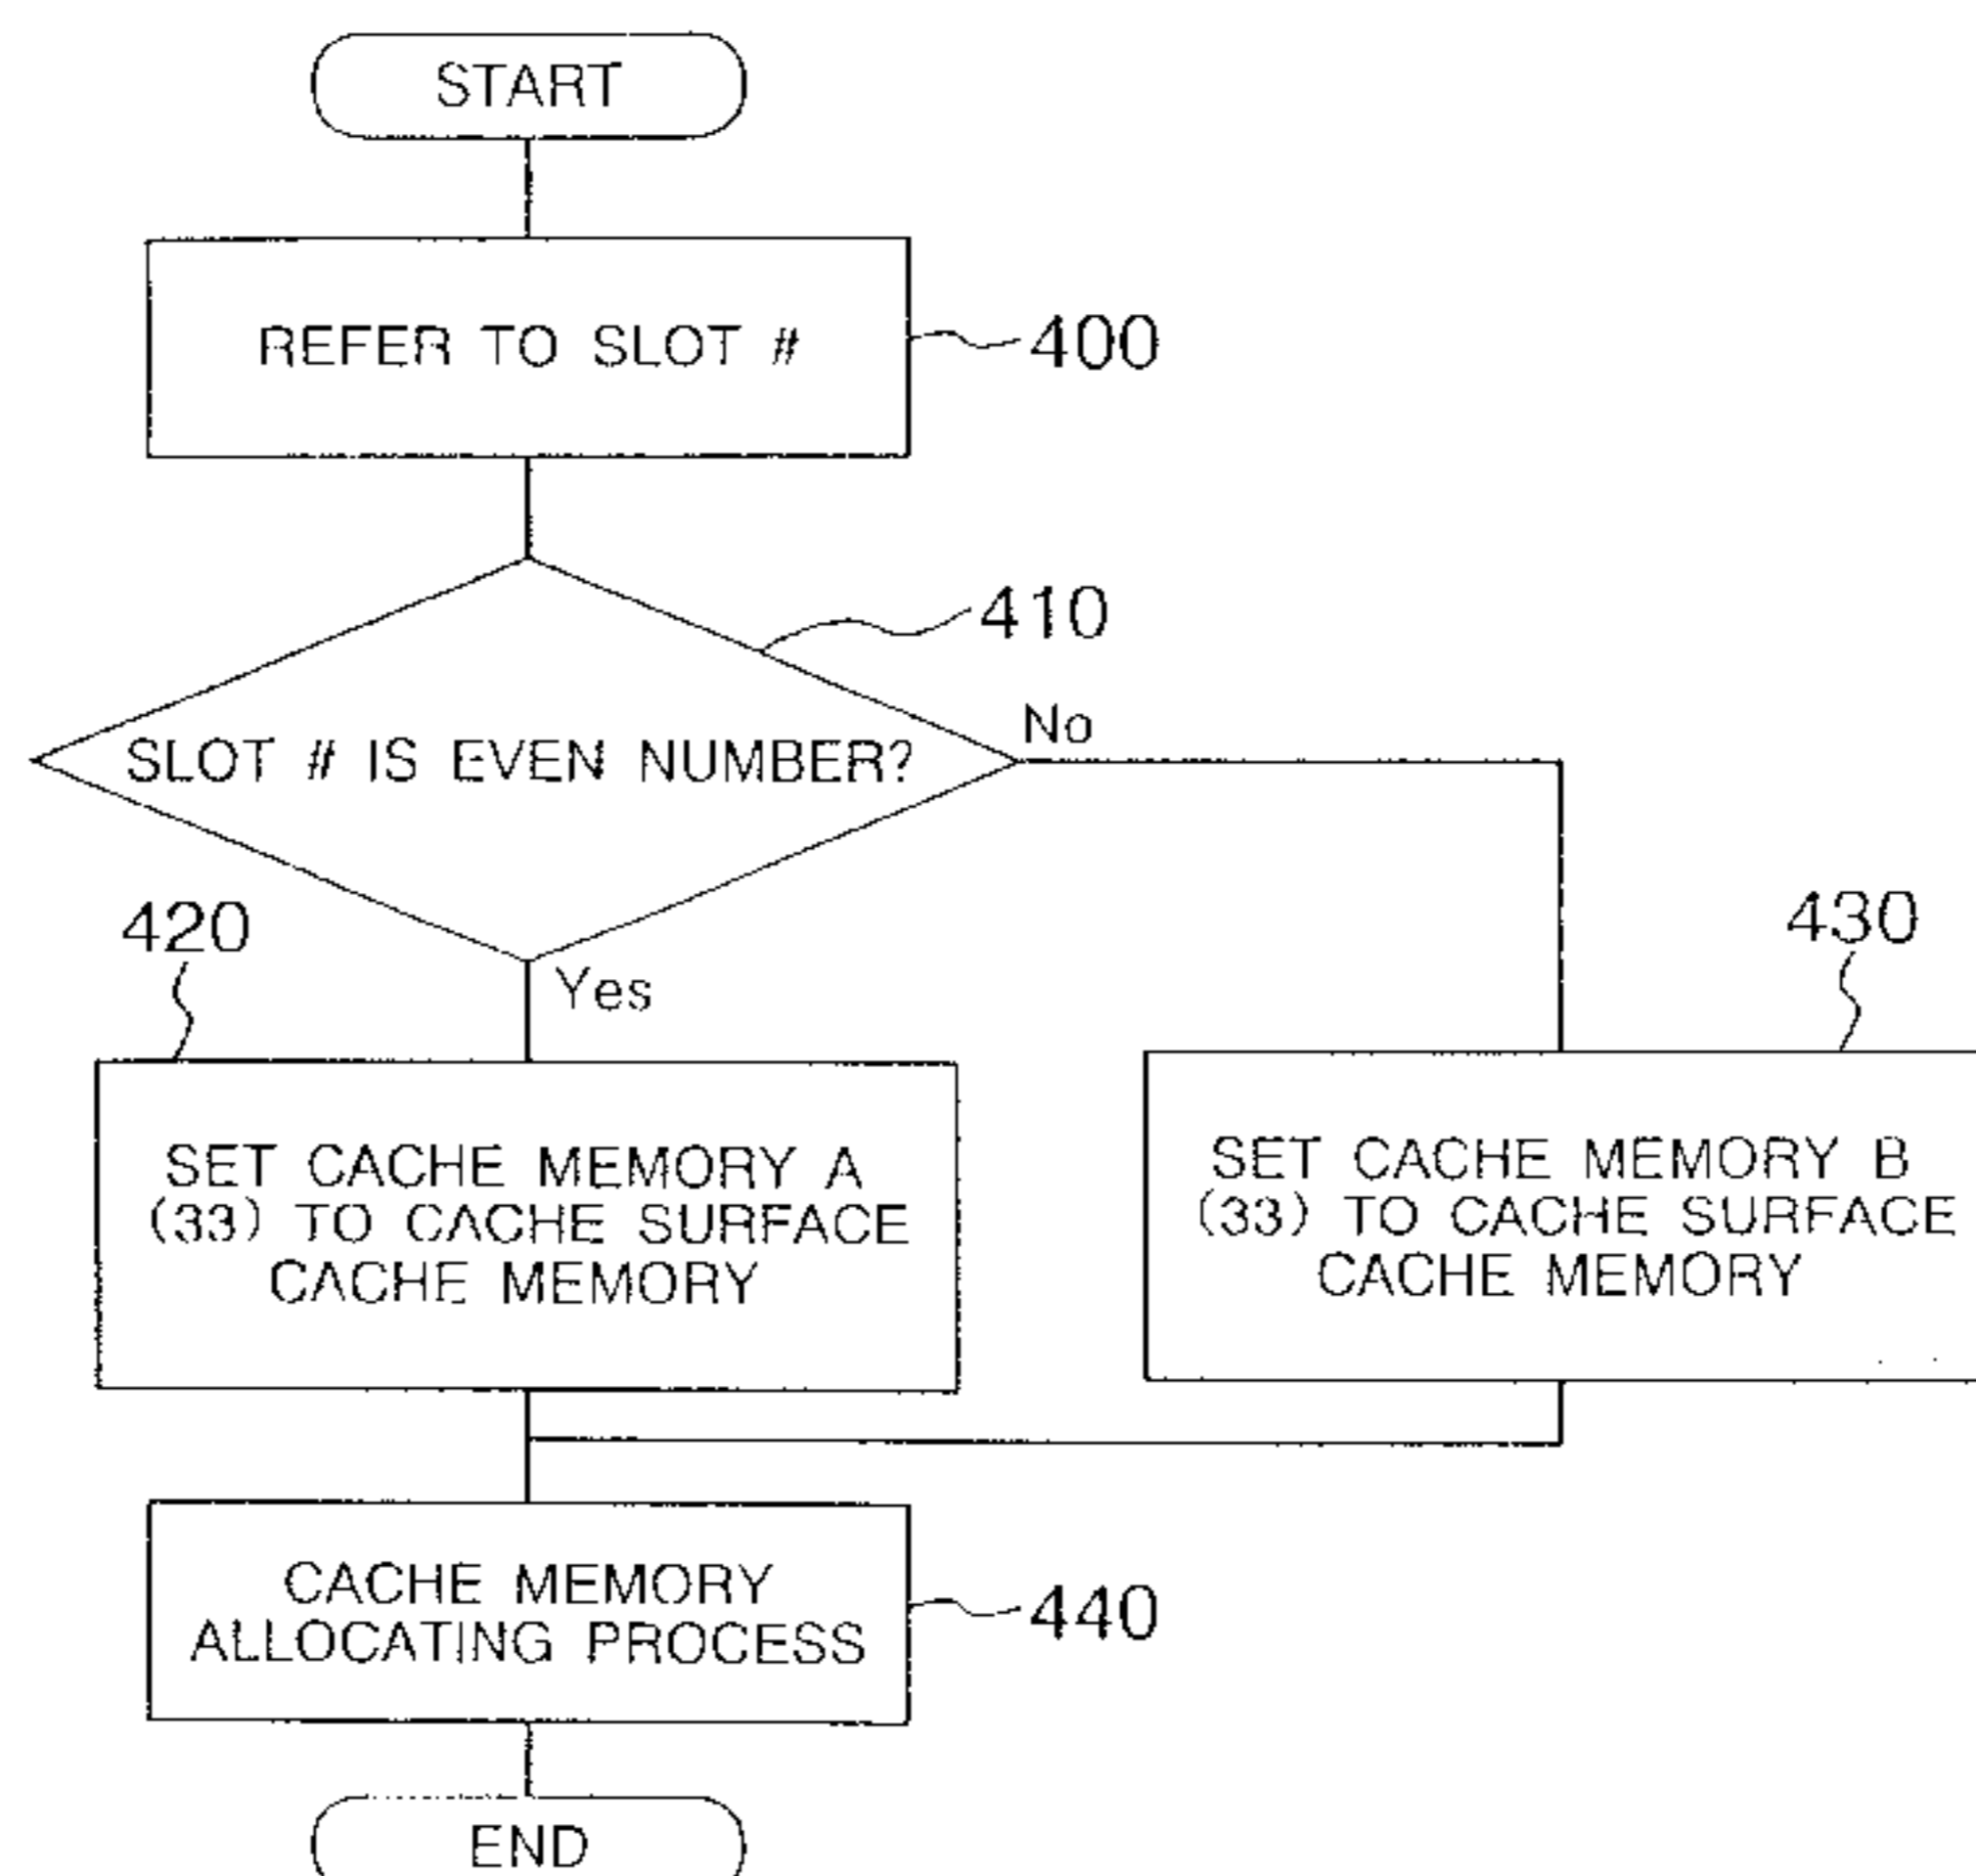 START
REFER TO SLOT #
400
410
SLOT # IS EVEN NUMBER?
No
Yes
420
430
SET CACHE MEMORY A
(33) TO CACHE SURFACE
CACHE MEMORY
SET CACHE MEMORY B
(33) TO CACHE SURFACE
CACHE MEMORY
CACHE MEMORY
ALLOCATING PROCESS
440
END